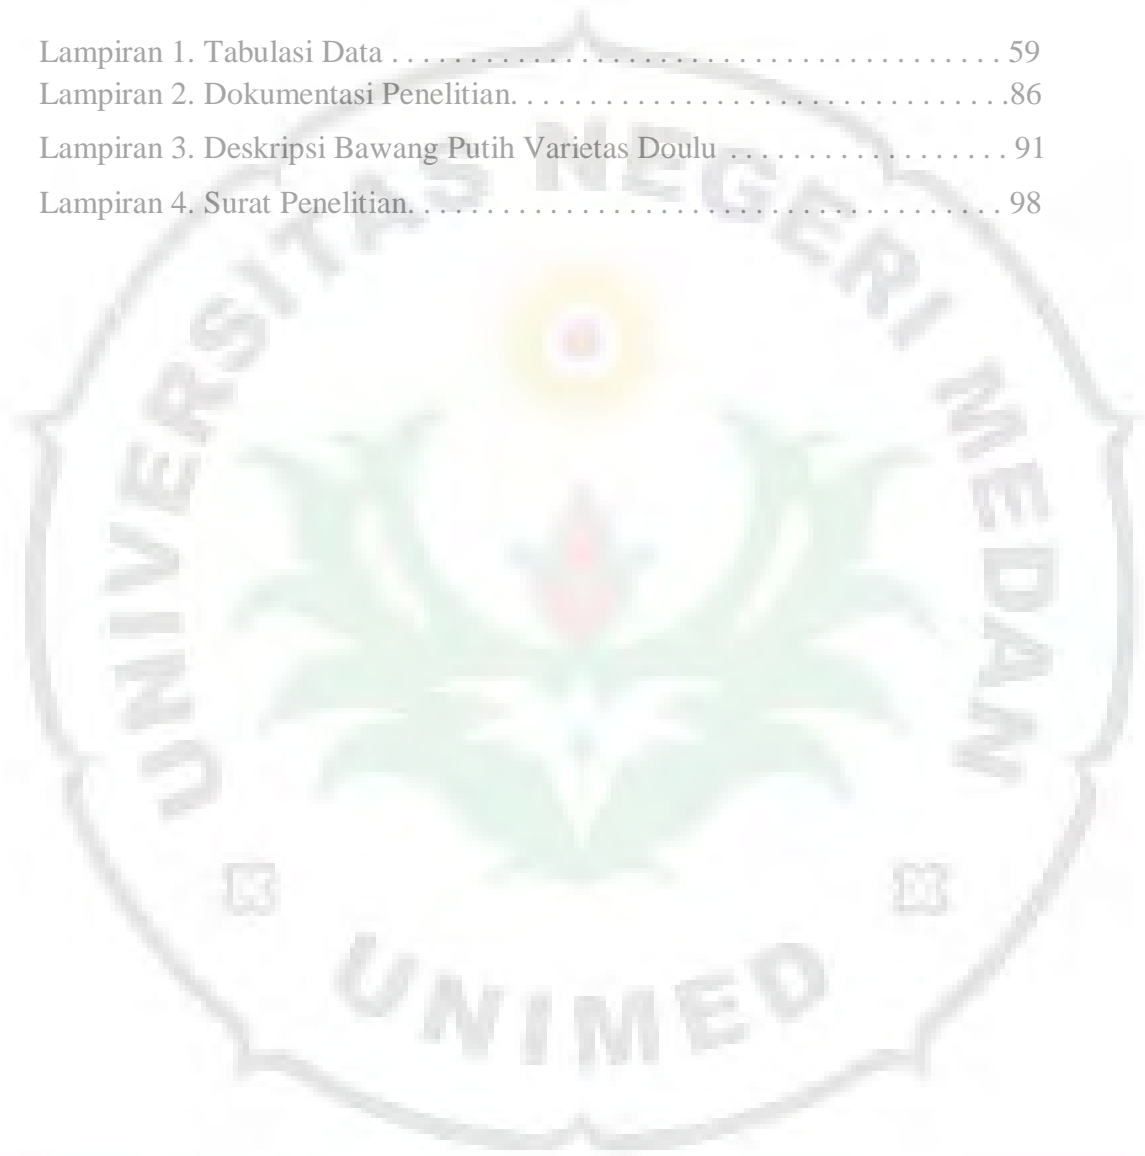 Lampiran 1. Tabulasi Data . . . . . . . . . . . . . . . . . . . . . . . . . . . . . . . . . . . . . . . 59
Lampiran 2. Dokumentasi Penelitian. . . . . . . . . . . . . . . . . . . . . . . . . . . . . . . .86
Lampiran 3. Deskripsi Bawang Putih Varietas Doulu . . . . . . . . . . . . . . . . . . 91
Lampiran 4. Surat Penelitian. . . . . . . . . . . . . . . . . . . . . . . . . . . . . . . . . . . . . . 98
UNIVERSITAS NEGERI MEDAN
UNIMED